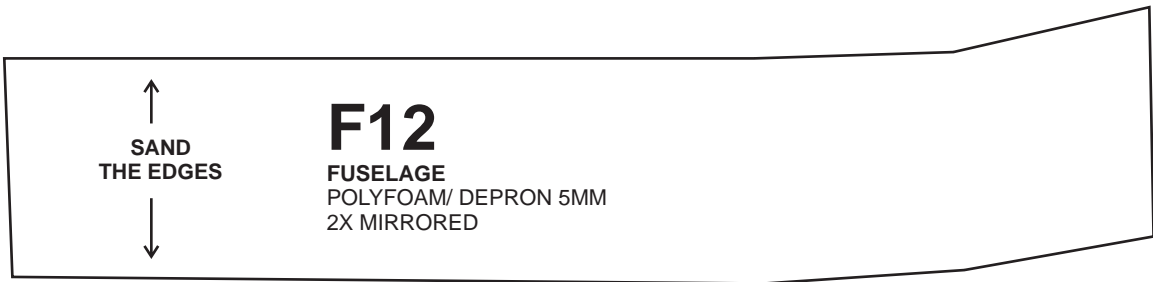 SAND
THE EDGES
F12
FUSELAGE
POLYFOAM/ DEPRON 5MM
2X MIRRORED